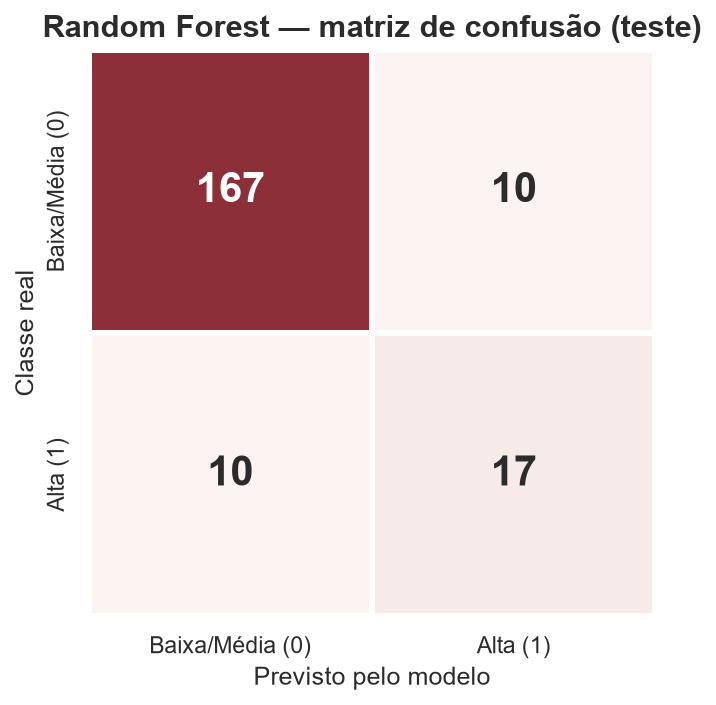 Random Forest — matriz de confusão (teste)
Classe real
Baixa/Média (0)
167
10
Alta (1)
10
17
Baixa/Média (0)
Alta (1)
Previsto pelo modelo